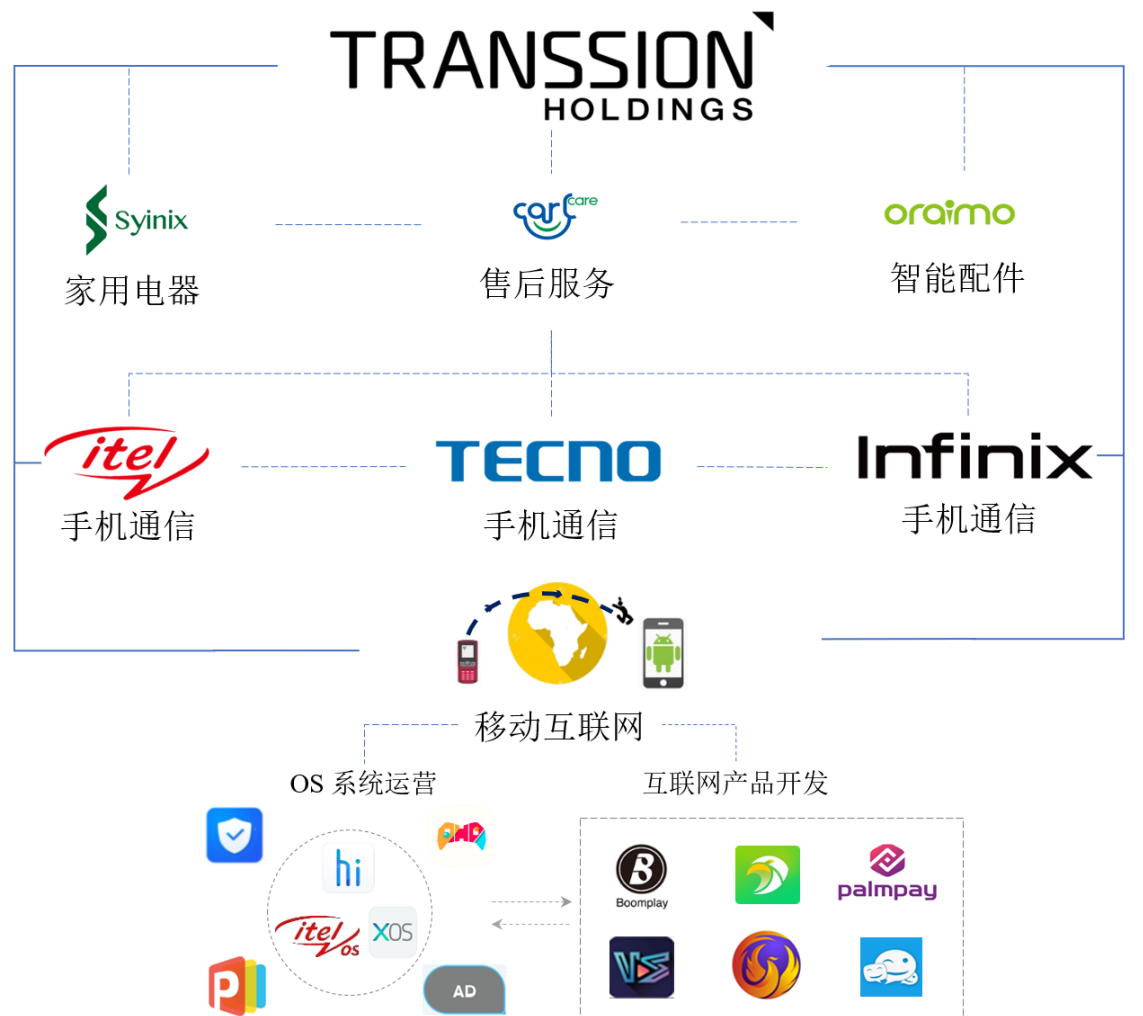 TRANSSION
HOLDINGS
Syinix
carlcare
oraimo
家用电器
售后服务
智能配件
itel
TECNO
Infinix
手机通信
手机通信
手机通信
移动互联网
OS 系统运营
互联网产品开发
hi
itel OS
XOS
P
AD
B
Boomplay
palmpay
VS